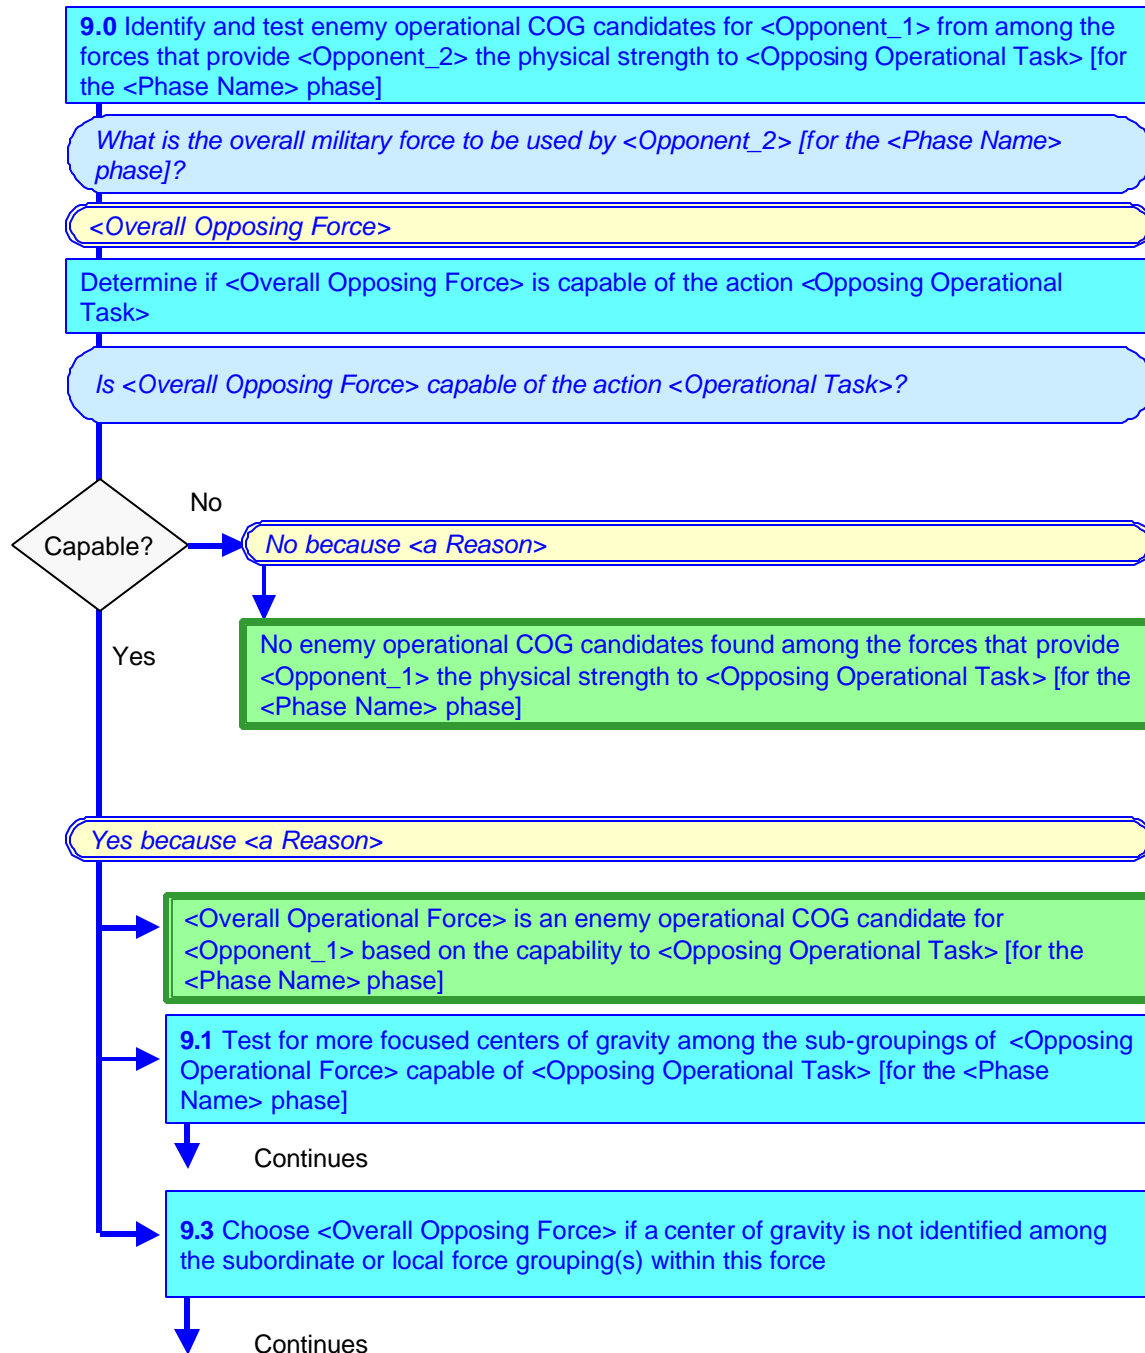 9.0 Identify and test enemy operational COG candidates for <Opponent_1> from among the
forces that provide <Opponent_2> the physical strength to <Opposing Operational Task> [for
the <Phase Name> phase]
What is the overall military force to be used by <Opponent_2> [for the <Phase Name>
phase]?
<Overall Opposing Force>
Determine if <Overall Opposing Force> is capable of the action <Opposing Operational
Task>
Is <Overall Opposing Force> capable of the action <Operational Task>?
No
Capable?
No because <a Reason>
Yes
No enemy operational COG candidates found among the forces that provide
<Opponent_1> the physical strength to <Opposing Operational Task> [for the
<Phase Name> phase]
Yes because <a Reason>
<Overall Operational Force> is an enemy operational COG candidate for
<Opponent_1> based on the capability to <Opposing Operational Task> [for the
<Phase Name> phase]
9.1 Test for more focused centers of gravity among the sub-groupings of <Opposing
Operational Force> capable of <Opposing Operational Task> [for the <Phase
Name> phase]
Continues
9.3 Choose <Overall Opposing Force> if a center of gravity is not identified among
the subordinate or local force grouping(s) within this force
Continues